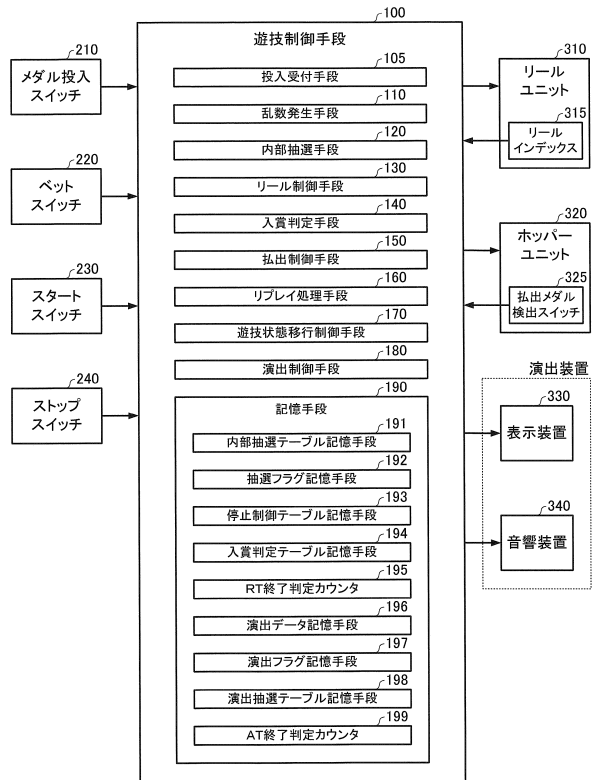 100
遊技制御手段
210
メダル投入
スイッチ
220
ベット
スイッチ
230
スタート
スイッチ
240
ストップ
スイッチ
105
投入受付手段
110
乱数発生手段
120
内部抽選手段
130
リール制御手段
140
入賞判定手段
150
払出制御手段
160
リプレイ処理手段
170
遊技状態移行制御手段
180
演出制御手段
190
記憶手段
191
内部抽選テーブル記憶手段
192
抽選フラグ記憶手段
193
停止制御テーブル記憶手段
194
入賞判定テーブル記憶手段
195
RT終了判定カウンタ
196
演出データ記憶手段
197
演出フラグ記憶手段
198
演出抽選テーブル記憶手段
199
AT終了判定カウンタ
310
リール
ユニット
315
リール
インデックス
320
ホッパー
ユニット
325
払出メダル
検出スイッチ
演出装置
330
表示装置
340
音響装置